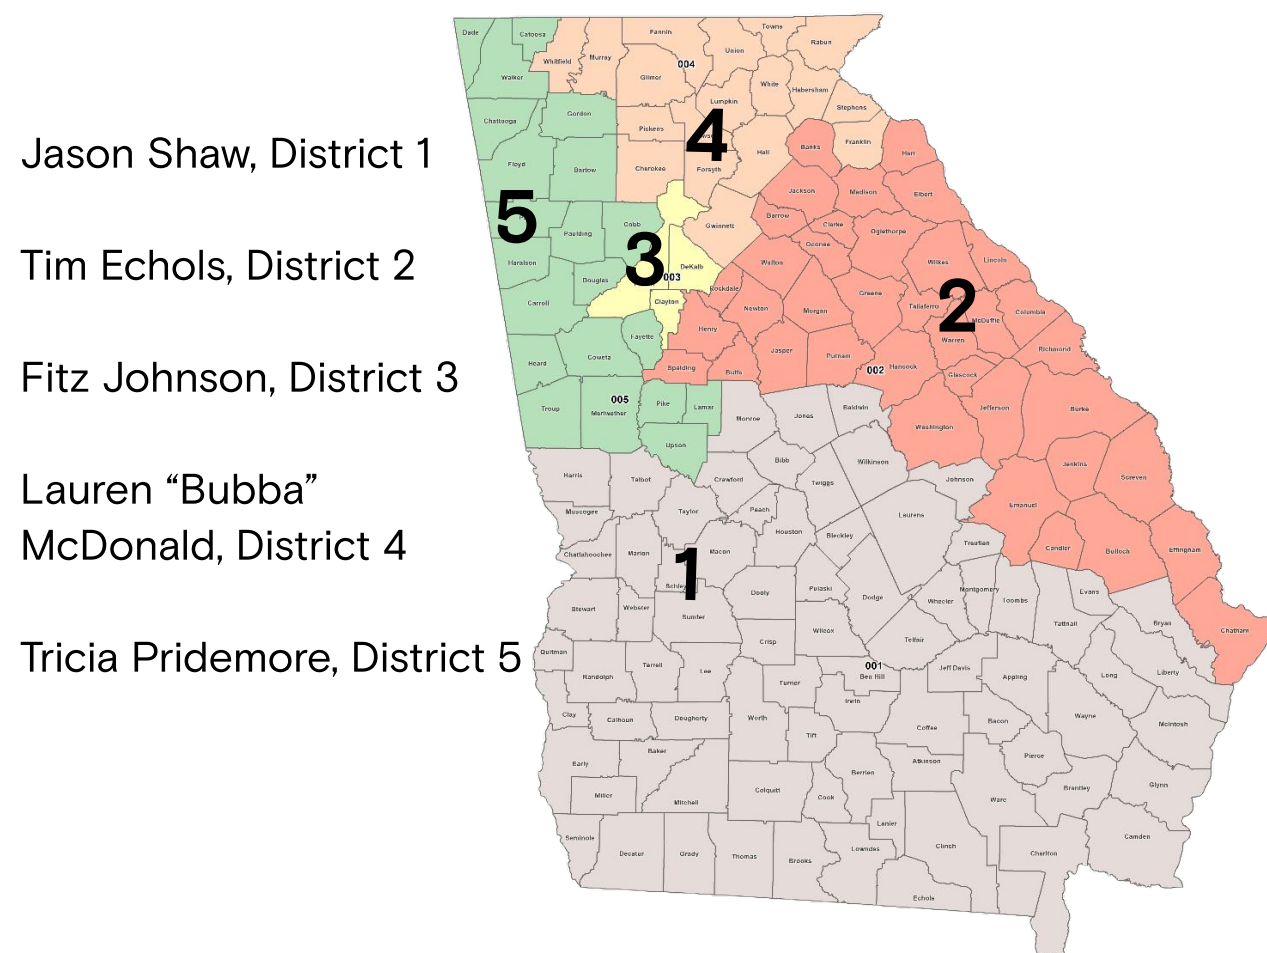 Jason Shaw, District 1
Tim Echols, District 2
Fitz Johnson, District 3
Lauren “Bubba”
McDonald, District 4
Tricia Pridemore, District 5
Dade
Catoosa
Fannin
Towns
Union
Rabun
Whitfield
Murray
004
Walker
Gilmer
White
Habersham
Lumpkin
Stephens
Chattooga
Gordon
Pickens
4
Banks
Franklin
Hart
Hall
Floyd
Bartow
Cherokee
Forsyth
Jackson
Madison
Elbert
5
Cobb
Paulding
Gwinnett
Barrow
Clarke
Oglethorpe
Oconee
3
Haralson
Douglas
003
DeKalb
Walton
Wilkes
Lincoln
Rockdale
Carroll
Clayton
Newton
Morgan
Greene
Taliaferro
2
McDuffie
Columbia
Fayette
Henry
Warren
Richmond
Heard
Coweta
Spalding
Butts
Jasper
Putnam
002
Hancock
Glascock
Troup
005
Meriwether
Pike
Lamar
Monroe
Jones
Baldwin
Washington
Jefferson
Burke
Upson
Bibb
Wilkinson
Jenkins
Screven
Harris
Talbot
Crawford
Twiggs
Johnson
Emanuel
Muscogee
Taylor
Peach
Houston
Laurens
Bleckley
Chattahoochee
Marion
1
Macon
Treutlen
Candler
Bulloch
Effingham
Schley
Stewart
Webster
Sumter
Dooly
Pulaski
Dodge
Wheeler
Montgomery
Toombs
Evans
Tattnall
Bryan
Chatham
Quitman
Randolph
Terrell
Lee
Crisp
Wilcox
Telfair
001
Ben Hill
Jeff Davis
Appling
Long
Liberty
Clay
Calhoun
Dougherty
Worth
Turner
Irwin
Tift
Coffee
Bacon
Wayne
McIntosh
Early
Baker
Miller
Mitchell
Colquitt
Cook
Berrien
Atkinson
Pierce
Ware
Brantley
Glynn
Seminole
Decatur
Grady
Thomas
Brooks
Lanier
Lowndes
Clinch
Echols
Charlton
Camden